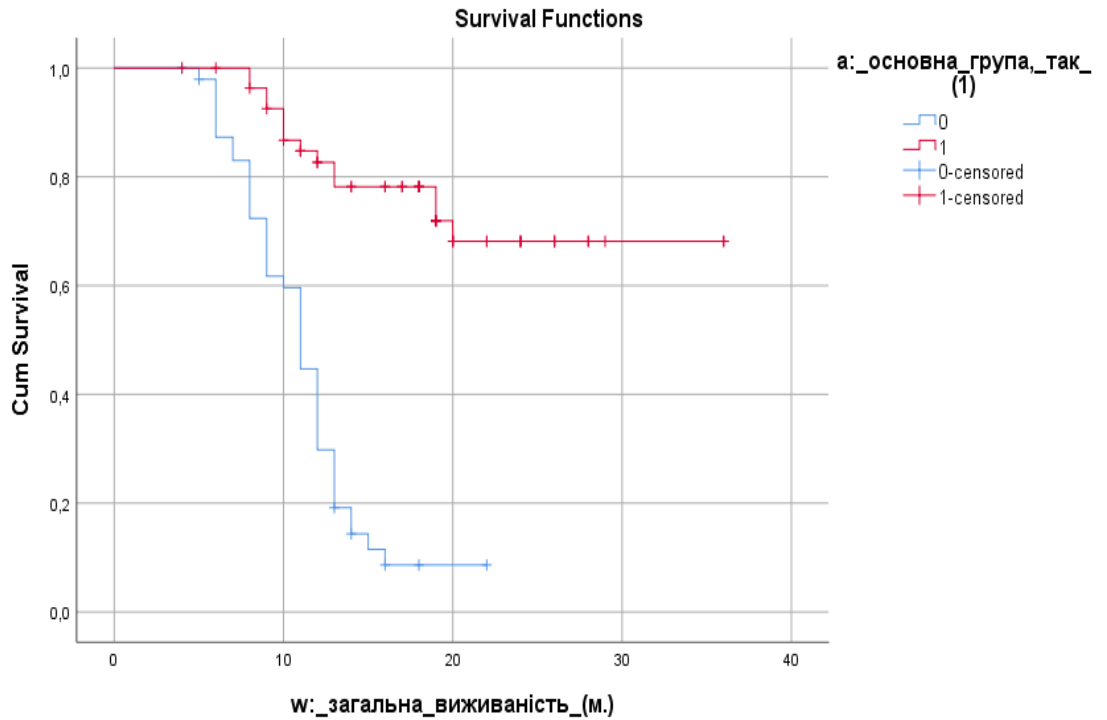 Survival Functions
a:_основна_група,_так_
(1)
0
1
0-censored
1-censored
Cum Survival
1,0
0,8
0,6
0,4
0,2
0,0
0 10 20 30 40
w:_загальна_виживаність_(м.)